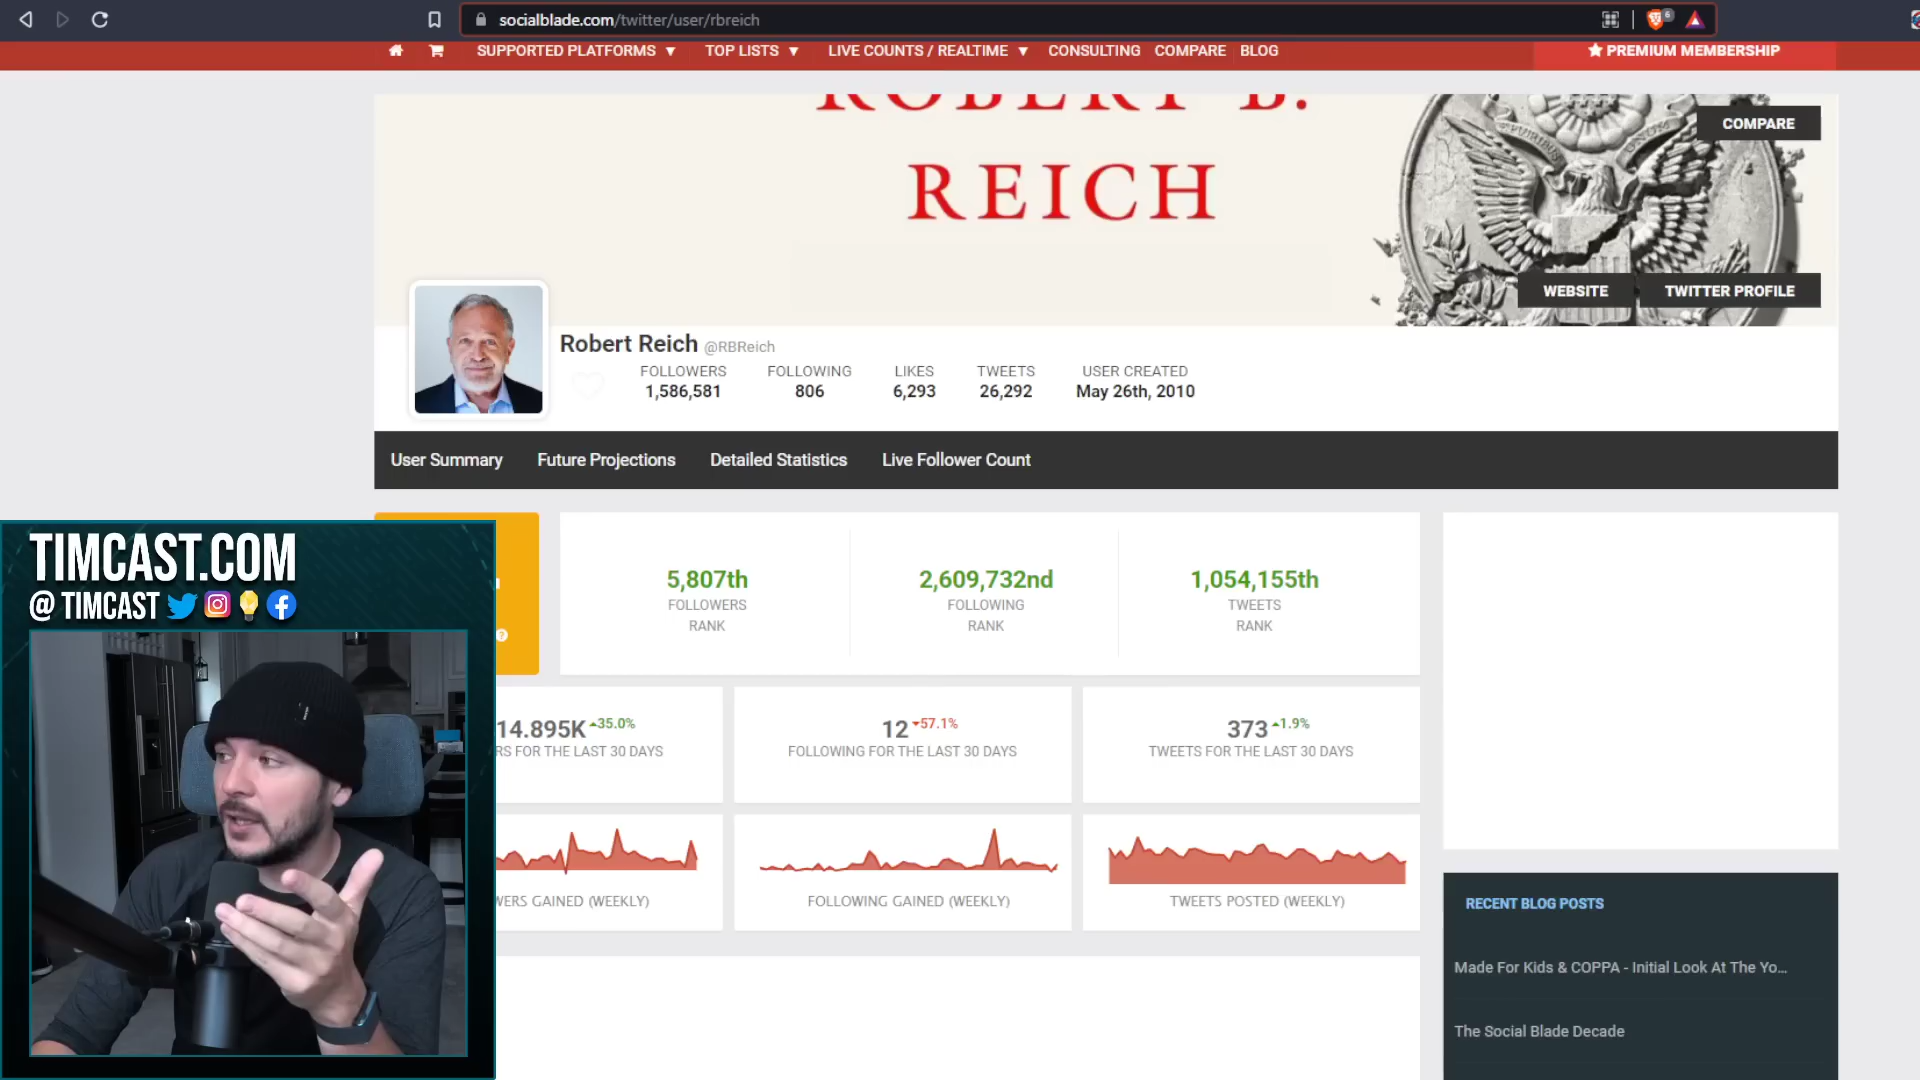 socialblade.com/twitter/user/rbreich
6
SUPPORTED PLATFORMS ▼ TOP LISTS ▼ LIVE COUNTS / REALTIME ▼ CONSULTING COMPARE BLOG
PREMIUM MEMBERSHIP
ROBERT B.
REICH
COMPARE
WEBSITE
TWITTER PROFILE
Robert Reich @RBReich
FOLLOWERS
1,586,581
FOLLOWING
806
LIKES
6,293
TWEETS
26,292
USER CREATED
May 26th, 2010
User Summary
Future Projections
Detailed Statistics
Live Follower Count
5,807th
FOLLOWERS
RANK
2,609,732nd
FOLLOWING
RANK
1,054,155th
TWEETS
RANK
14.895K 35.0%
RS FOR THE LAST 30 DAYS
12 57.1%
FOLLOWING FOR THE LAST 30 DAYS
373 1.9%
TWEETS FOR THE LAST 30 DAYS
WERS GAINED (WEEKLY)
FOLLOWING GAINED (WEEKLY)
TWEETS POSTED (WEEKLY)
RECENT BLOG POSTS
Made For Kids & COPPA - Initial Look At The Yo...
The Social Blade Decade
TIMCAST.COM
@ TIMCAST